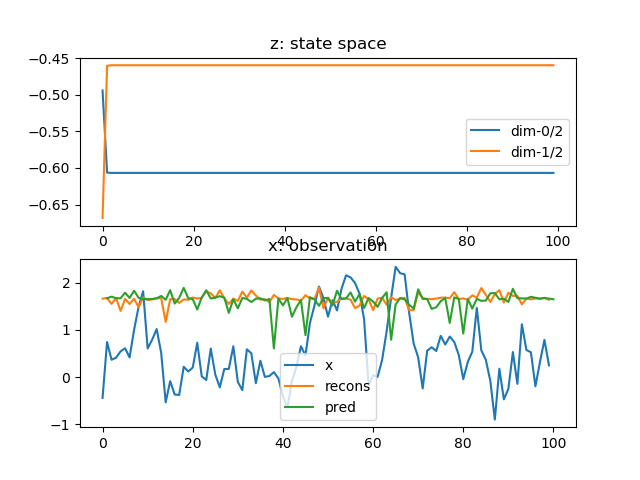 z: state space
−0.45
−0.50
−0.55
−0.60
−0.65
dim-0/2
dim-1/2
0 20 40 60 80 100
x: observation
2
1
0
−1
x
recons
pred
0 20 40 60 80 100